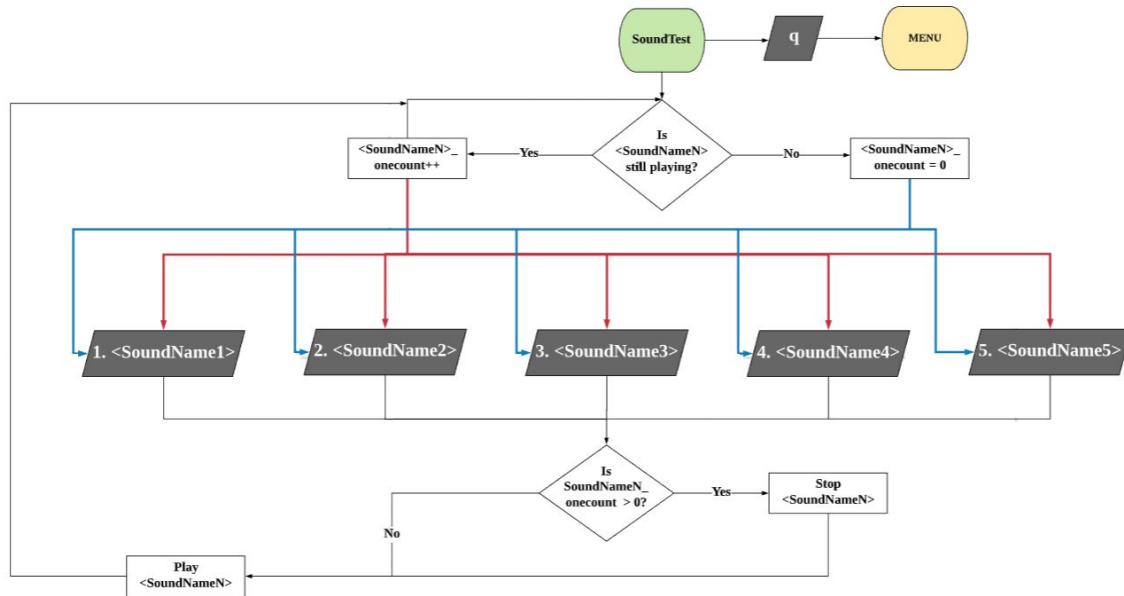 SoundTest
q
MENU
Is
<SoundNameN>
still playing?
Yes
No
<SoundNameN>_
onecount++
<SoundNameN>_
onecount = 0
1. <SoundName1>
2. <SoundName2>
3. <SoundName3>
4. <SoundName4>
5. <SoundName5>
Is
SoundNameN_
onecount > 0?
Yes
No
Stop
<SoundNameN>
Play
<SoundNameN>